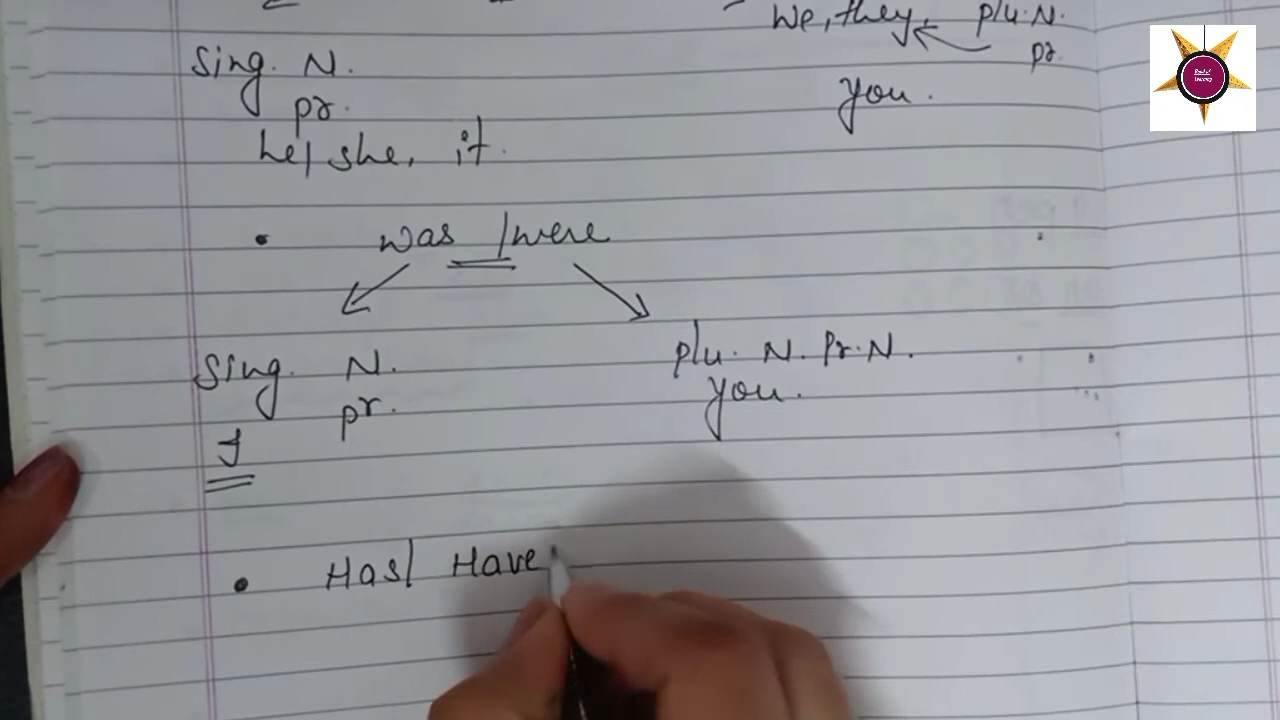 We, they, plu. N.
pr.
Sing. N.
pr.
he/ she, it.
you.
• was /were
Sing. N.
pr.
I
plu. N. Pr. N.
you.
• Has/ Have